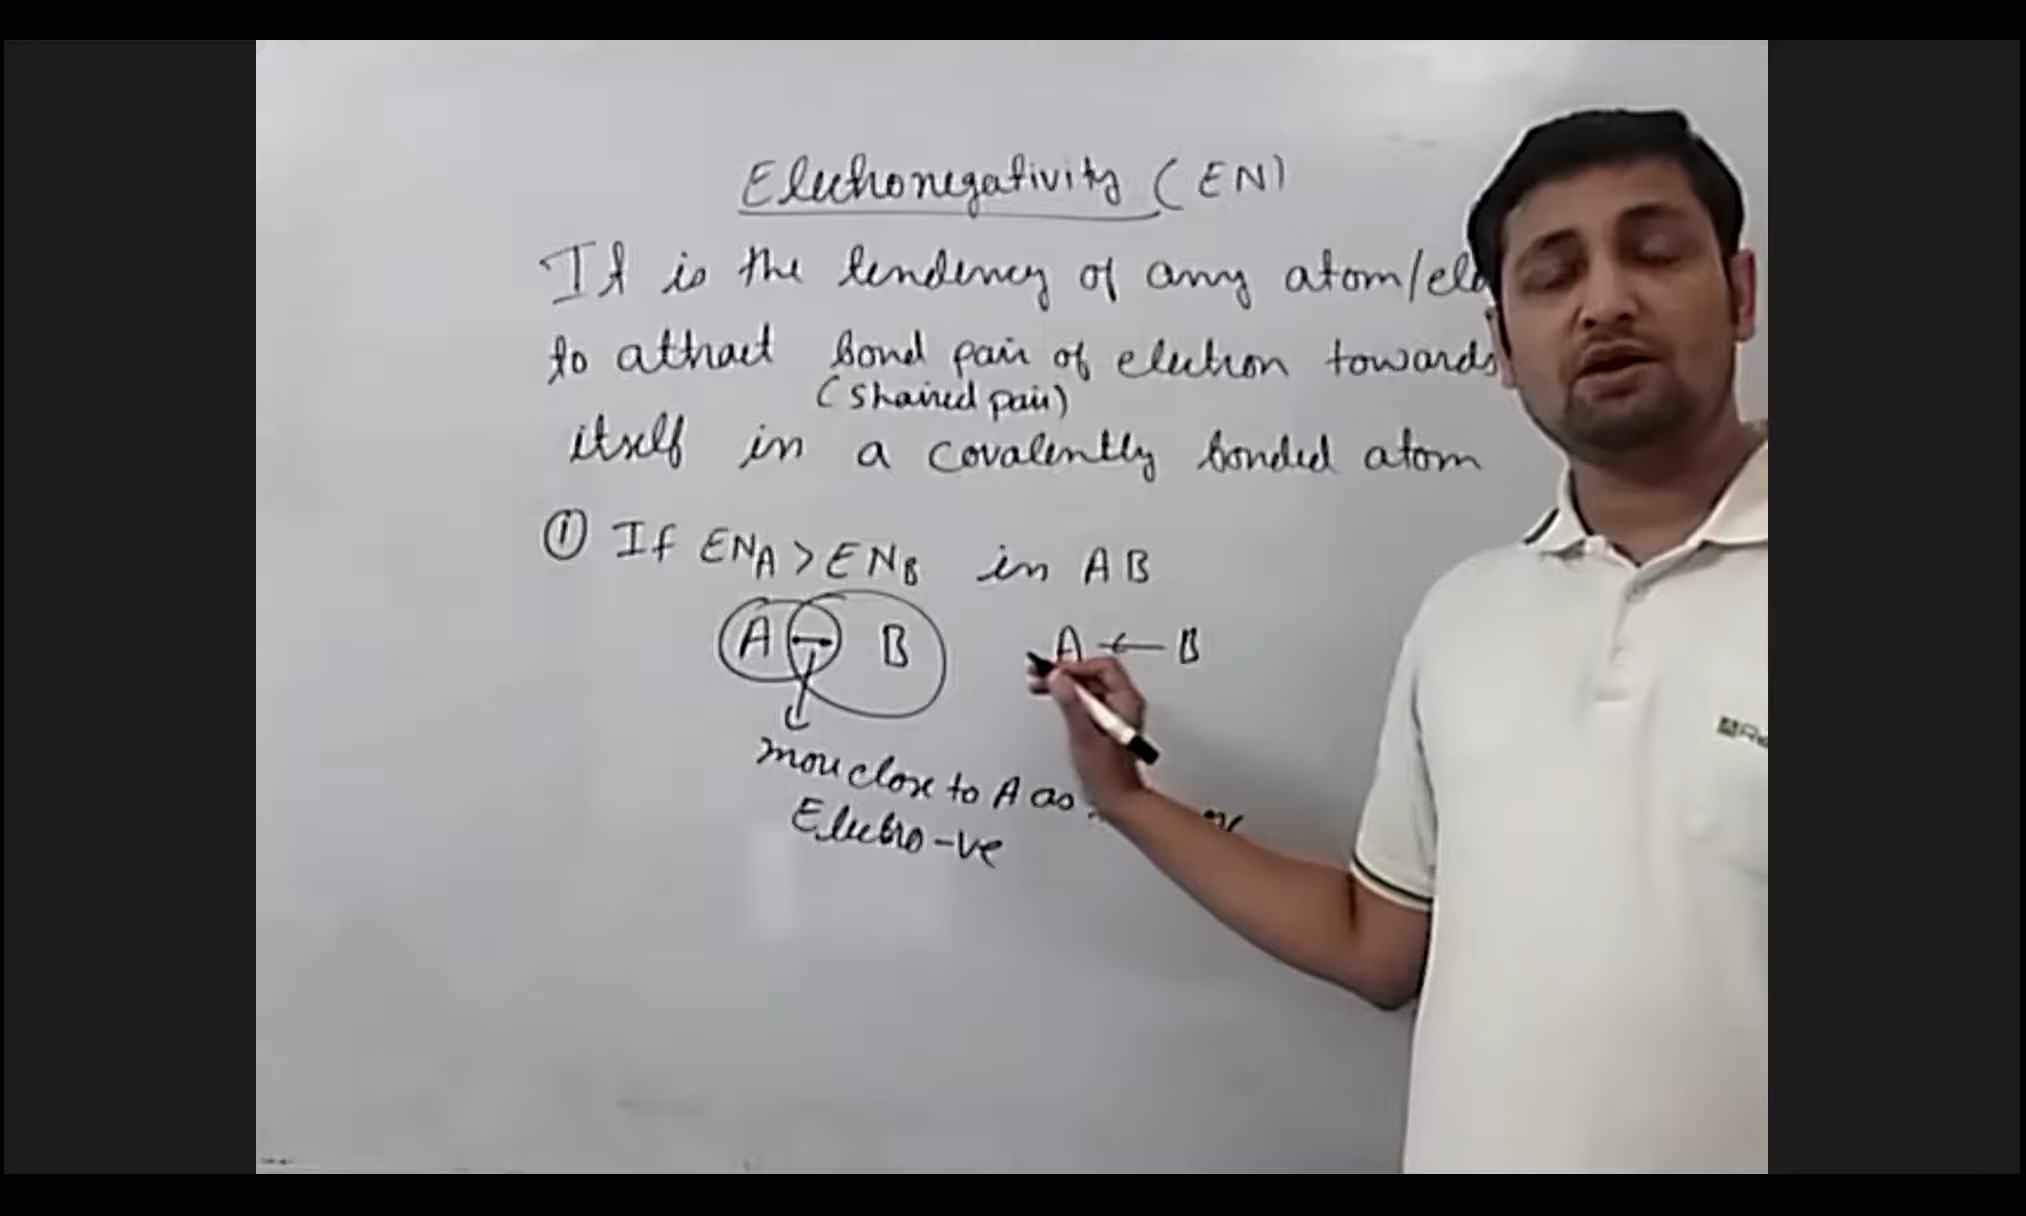 Electronegativity (EN)
It is the tendency of any atom/ele
to attract bond pair of electron towards
(Shaired pair)
itself in a covalently bonded atom
① If ENA > ENB in AB
A B
A ← B
more close to A as
Electro-ve